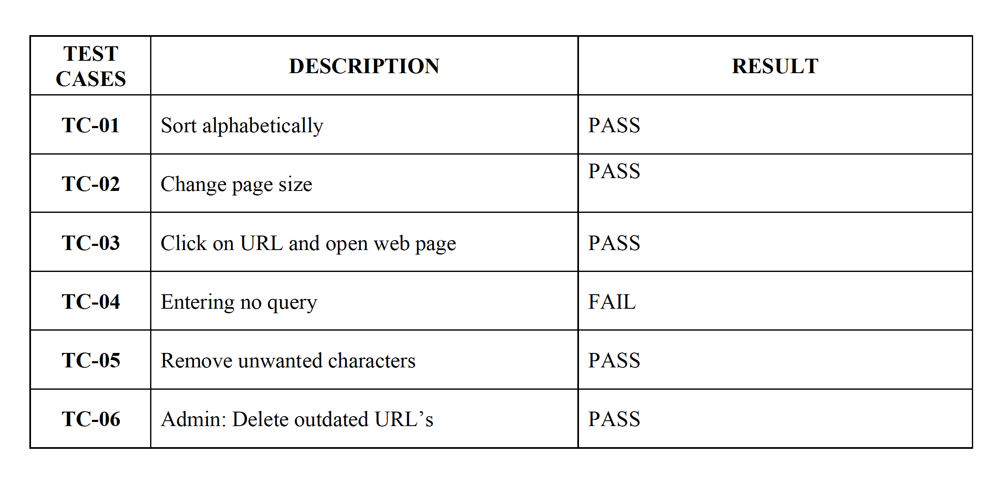 TEST
CASES
DESCRIPTION
RESULT
TC-01
Sort alphabetically
PASS
TC-02
Change page size
PASS
TC-03
Click on URL and open web page
PASS
TC-04
Entering no query
FAIL
TC-05
Remove unwanted characters
PASS
TC-06
Admin: Delete outdated URL’s
PASS